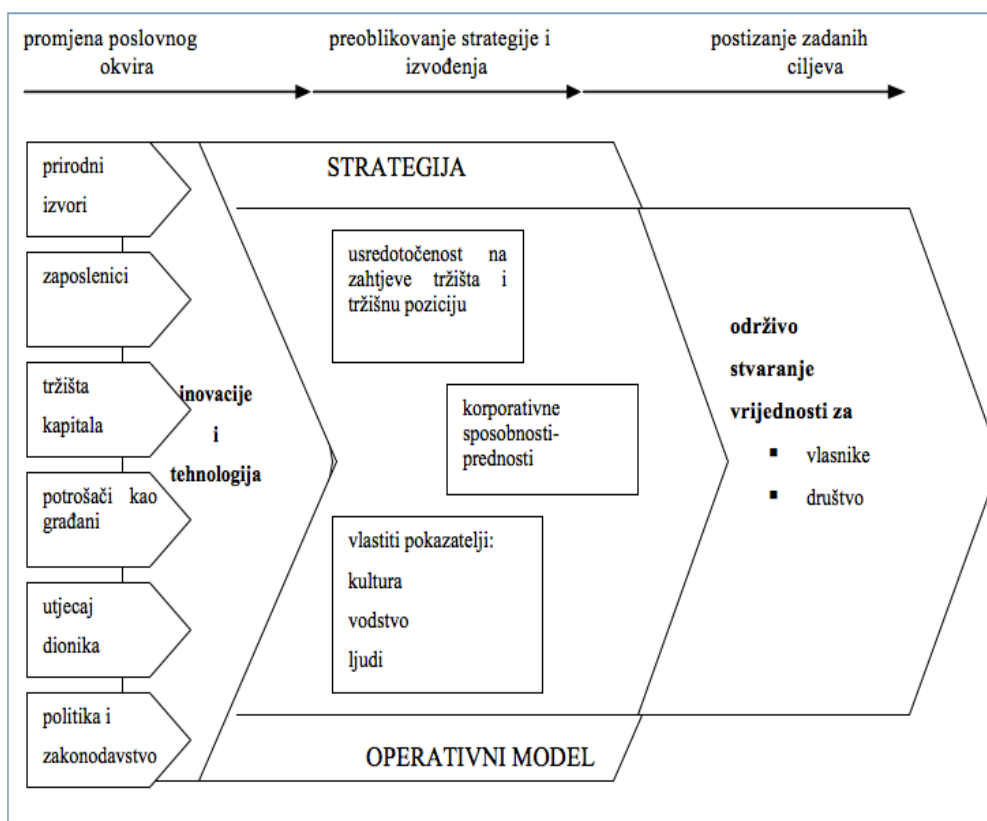 promjena poslovnog
okvira
preoblikovanje strategije i
izvođenja
postizanje zadanih
ciljeva
prirodni
izvori
zaposlenici
tržišta
kapitala
potrošači kao
građani
utjecaj
dionika
politika i
zakonodavstvo
inovacije
i
tehnologija
STRATEGIJA
usredotočenost na
zahtjeve tržišta i
tržišnu poziciju
korporativne
sposobnosti-
prednosti
vlastiti pokazatelji:
kultura
vodstvo
ljudi
OPERATIVNI MODEL
održivo
stvaranje
vrijednosti za
▪ vlasnike
▪ društvo